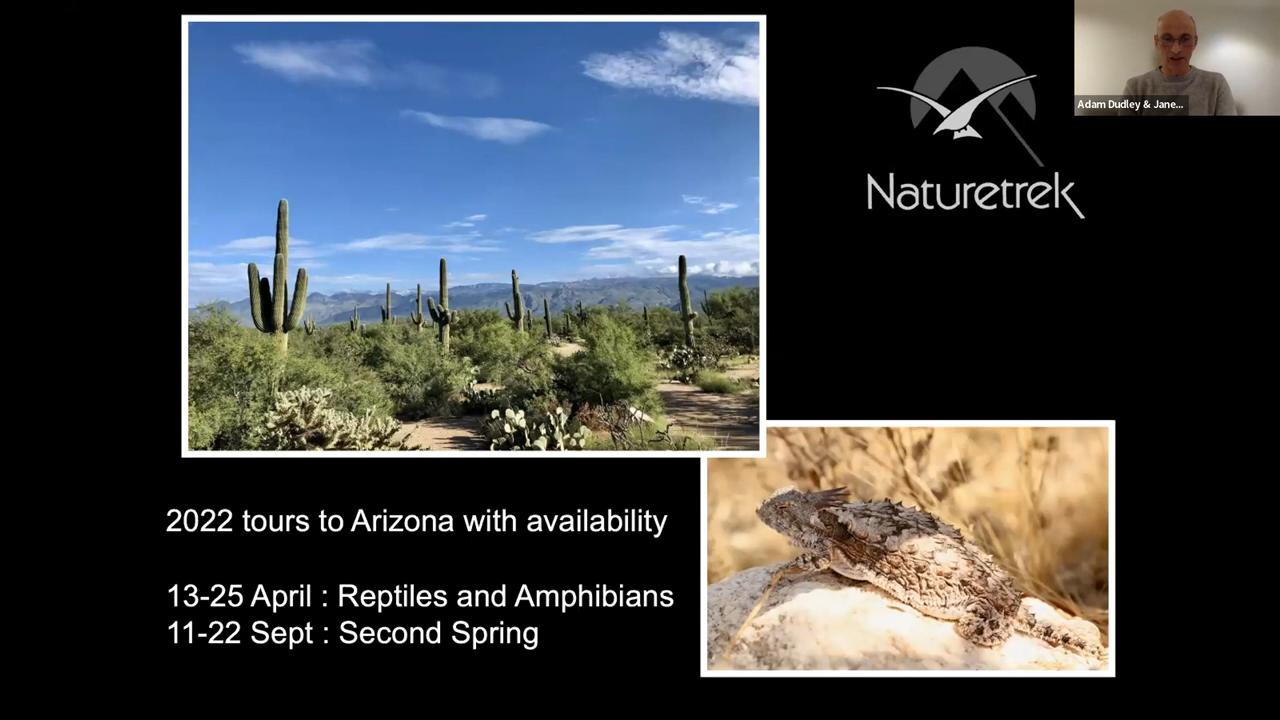 Adam Dudley & Jane...
Naturetrek
2022 tours to Arizona with availability
13-25 April : Reptiles and Amphibians
11-22 Sept : Second Spring